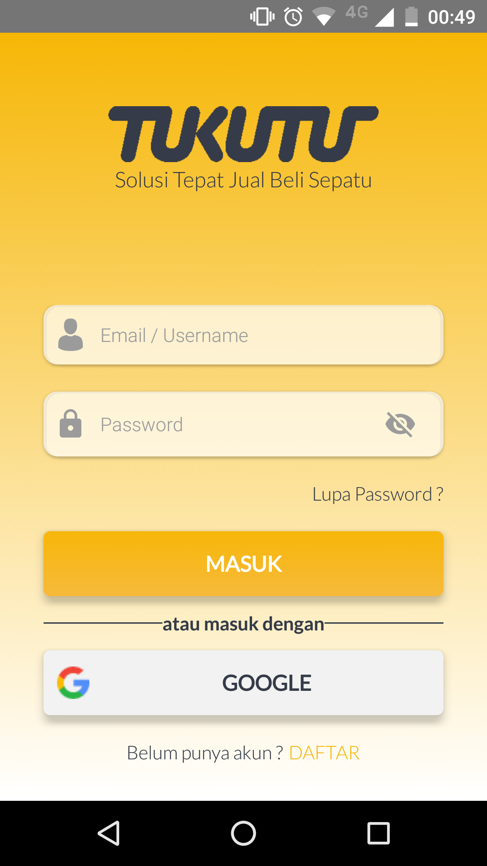 4G 00:49
TUKUTU
Solusi Tepat Jual Beli Sepatu
Email / Username
Password
Lupa Password ?
MASUK
atau masuk dengan
GOOGLE
Belum punya akun ? DAFTAR